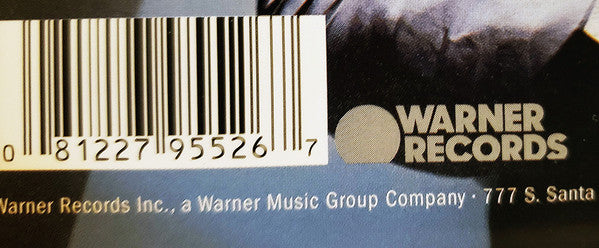 0 81227 95526 7
WARNER
RECORDS
Warner Records Inc., a Warner Music Group Company · 777 S. Santa